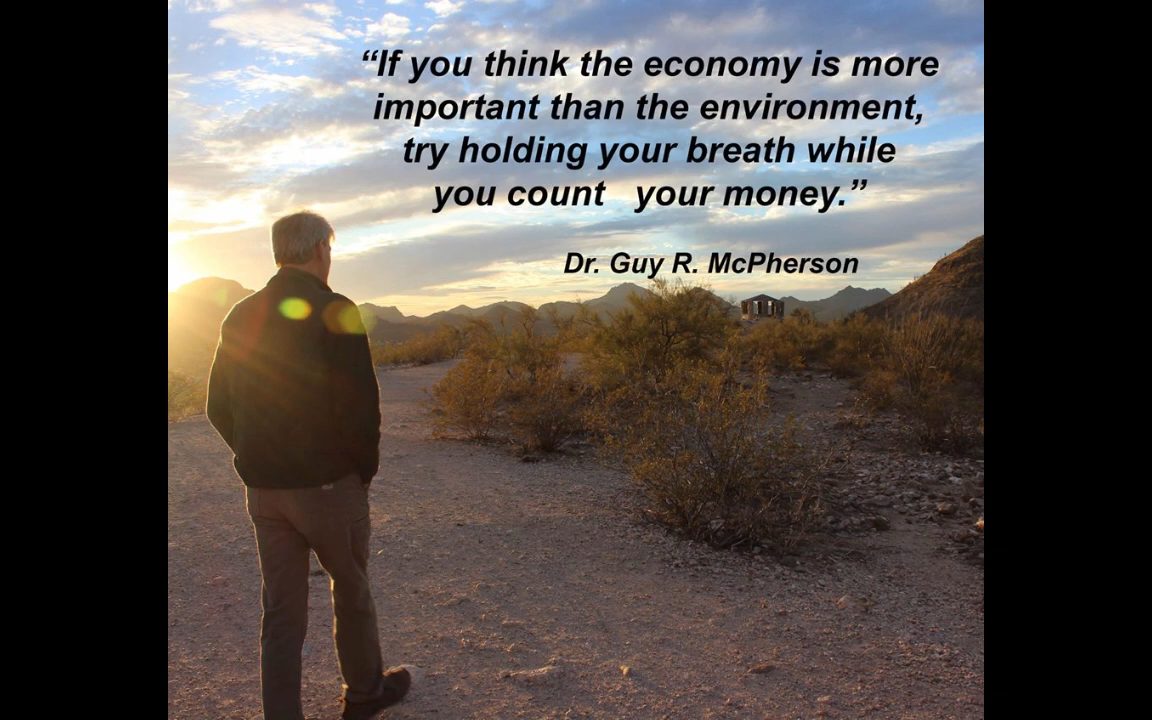 “If you think the economy is more
important than the environment,
try holding your breath while
you count   your money.”
Dr. Guy R. McPherson